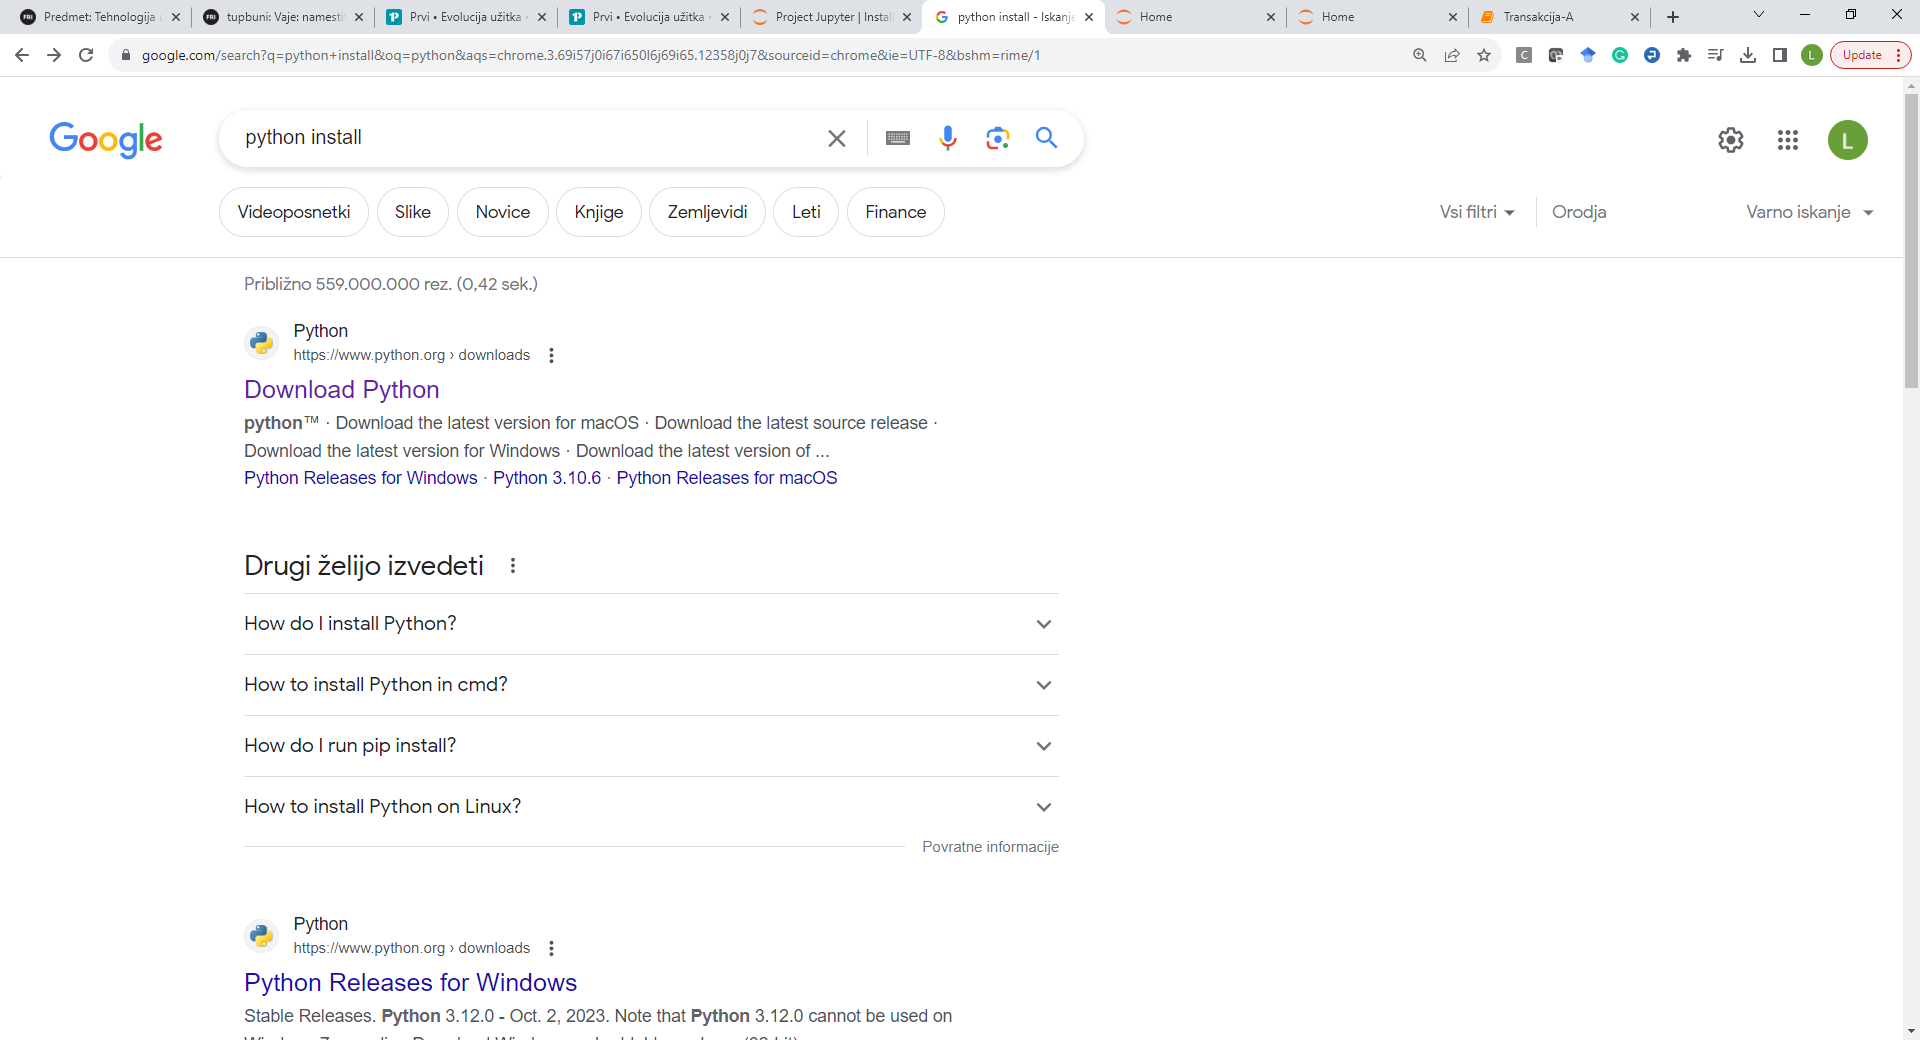 Predmet: Tehnologija
tupbuni: Vaje: namesti
Prvi • Evolucija užitka
Prvi • Evolucija užitka
Project Jupyter | Install
python install - Iskanje
Home
Home
Transakcija-A
google.com/search?q=python+install&oq=python&aqs=chrome.3.69i57j0i67i650l6j69i65.12358j0j7&sourceid=chrome&ie=UTF-8&bshm=rime/1
Update
Google
python install
L
Videoposnetki
Slike
Novice
Knjige
Zemljevidi
Leti
Finance
Vsi filtri
Orodja
Varno iskanje
Približno 559.000.000 rez. (0,42 sek.)
Python
https://www.python.org › downloads
Download Python
python™ · Download the latest version for macOS · Download the latest source release ·
Download the latest version for Windows · Download the latest version of ...
Python Releases for Windows · Python 3.10.6 · Python Releases for macOS
Drugi želijo izvedeti
How do I install Python?
How to install Python in cmd?
How do I run pip install?
How to install Python on Linux?
Povratne informacije
Python
https://www.python.org › downloads
Python Releases for Windows
Stable Releases. Python 3.12.0 - Oct. 2, 2023. Note that Python 3.12.0 cannot be used on